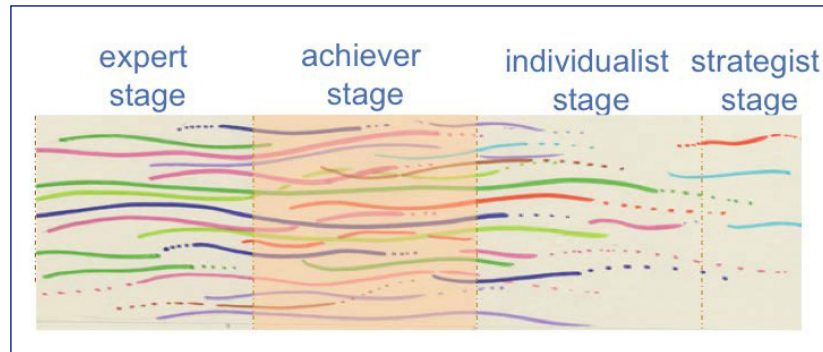 expert
stage
achiever
stage
individualist
stage
strategist
stage